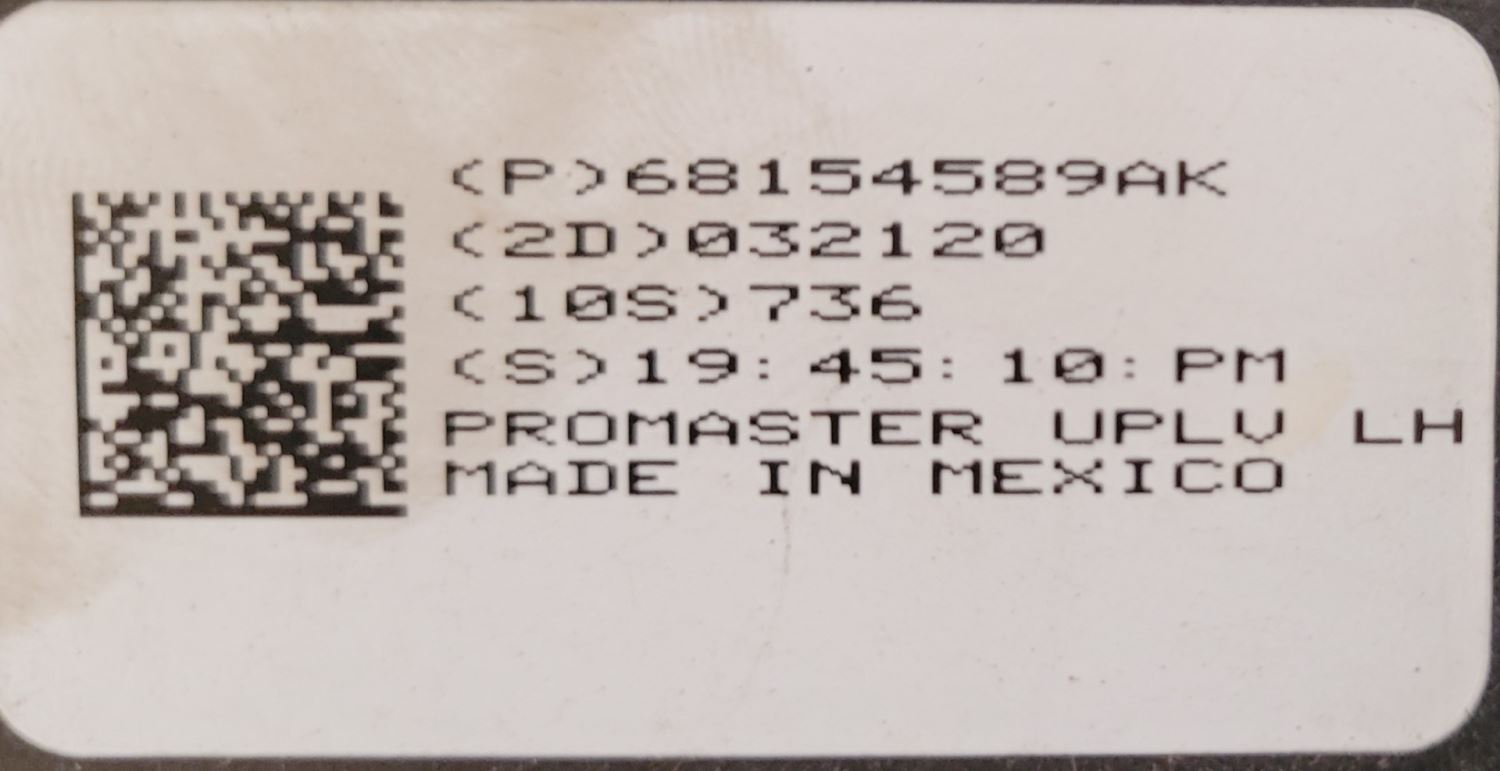 <P>68154589AK
<2D>032120
<10S>736
<S>19:45:10:PM
PROMASTER UPLV LH
MADE IN MEXICO